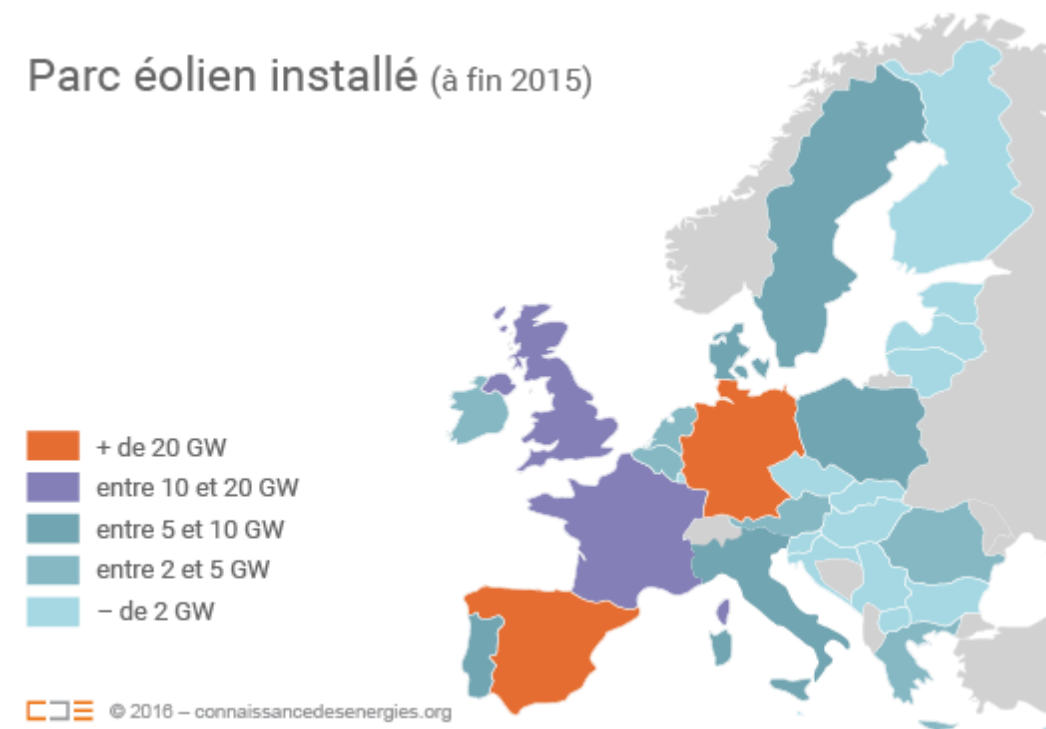 Parc éolien installé (à fin 2015)
+ de 20 GW
entre 10 et 20 GW
entre 5 et 10 GW
entre 2 et 5 GW
– de 2 GW
© 2016 – connaissancedesenergies.org